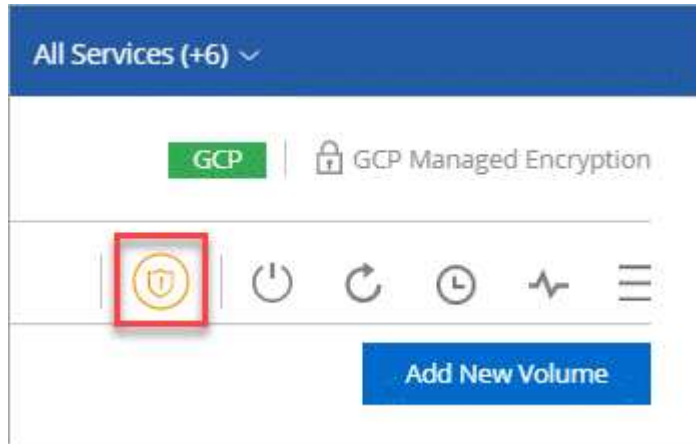 All Services (+6)
GCP
GCP Managed Encryption
Add New Volume